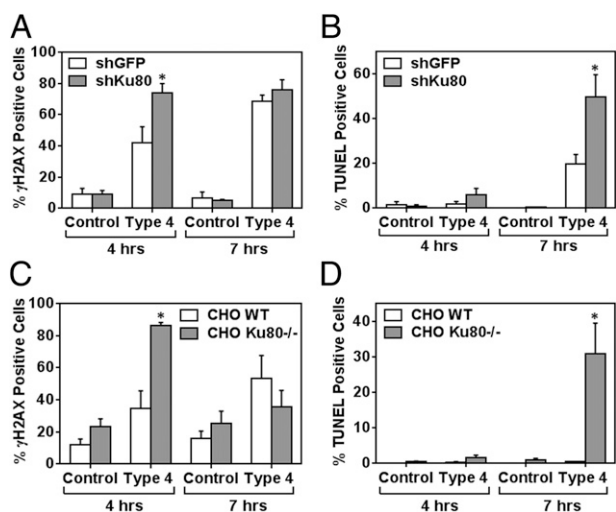 A
% γH2AX Positive Cells
100
80
60
40
20
0
shGFP
shKu80
*
Control Type 4 Control Type 4
4 hrs 7 hrs
B
% TUNEL Positive Cells
60
40
20
0
shGFP
shKu80
*
Control Type 4 Control Type 4
4 hrs 7 hrs
C
% γH2AX Positive Cells
100
80
60
40
20
0
CHO WT
CHO Ku80-/-
*
Control Type 4 Control Type 4
4 hrs 7 hrs
D
% TUNEL Positive Cells
40
30
20
10
0
CHO WT
CHO Ku80-/-
*
Control Type 4 Control Type 4
4 hrs 7 hrs